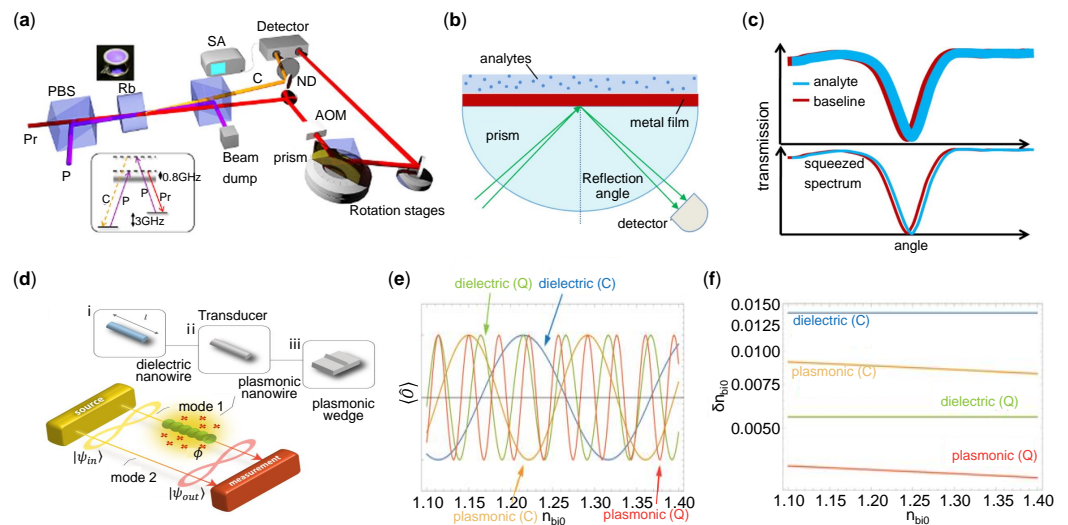 (a)
Detector
SA
C
ND
PBS
Rb
AOM
Pr
prism
P
Beam
dump
Rotation stages
0.8GHz
C
P
P
Pr
3GHz
(b)
analytes
metal film
prism
Reflection
angle
detector
(c)
analyte
baseline
transmission
squeezed
spectrum
angle
(d)
i
l
Transducer
ii
iii
dielectric
nanowire
plasmonic
nanowire
plasmonic
wedge
source
mode 1
ϕ
|ψin⟩
mode 2
|ψout⟩
measurement
(e)
dielectric (Q)
dielectric (C)
⟨Ô⟩
1.10 1.15 1.20 1.25 1.30 1.35 1.40
plasmonic (C)
nbi0
plasmonic (Q)
(f)
0.0150
0.0125
0.0100
0.0075
0.0050
δnbi0
dielectric (C)
plasmonic (C)
dielectric (Q)
plasmonic (Q)
1.10 1.15 1.20 1.25 1.30 1.35 1.40
nbi0